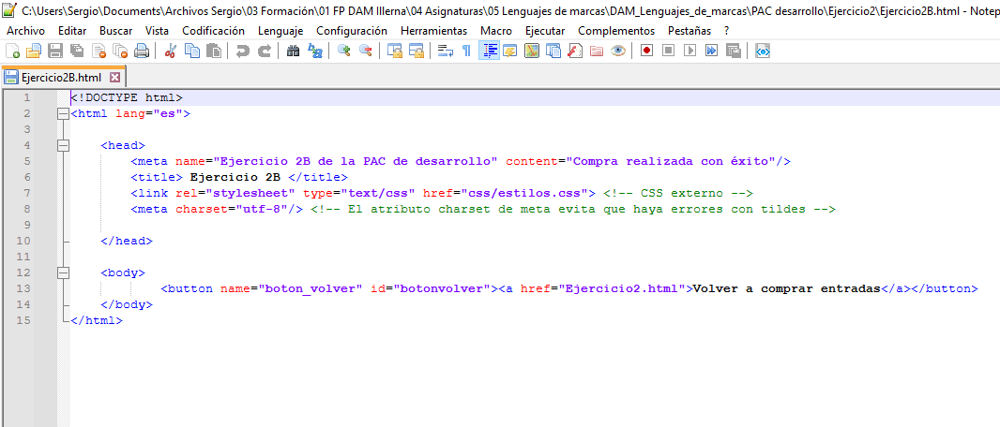 C:\Users\Sergio\Documents\Archivos Sergio\03 Formación\01 FP DAM Illerna\04 Asignaturas\05 Lenguajes de marcas\DAM_Lenguajes_de_marcas\PAC desarrollo\Ejercicio2\Ejercicio2B.html - Notep
Archivo Editar Buscar Vista Codificación Lenguaje Configuración Herramientas Macro Ejecutar Complementos Pestañas ?
Ejercicio2B.html
1 <!DOCTYPE html>
2 <html lang="es">
3
4 <head>
5 <meta name="Ejercicio 2B de la PAC de desarrollo" content="Compra realizada con éxito"/>
6 <title> Ejercicio 2B </title>
7 <link rel="stylesheet" type="text/css" href="css/estilos.css"> <!-- CSS externo -->
8 <meta charset="utf-8"/> <!-- El atributo charset de meta evita que haya errores con tildes -->
9
10 </head>
11
12 <body>
13 <button name="boton_volver" id="botonvolver"><a href="Ejercicio2.html">Volver a comprar entradas</a></button>
14 </body>
15 </html>